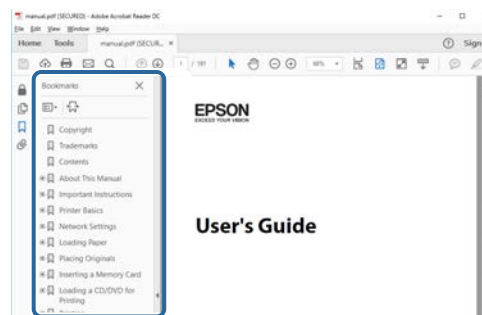 manual.pdf (SECURED) - Adobe Acrobat Reader DC
File Edit View Window Help
Home Tools manual.pdf (SECUR... ×
Sign
1 / 191
Bookmarks
Copyright
Trademarks
Contents
About This Manual
Important Instructions
Printer Basics
Network Settings
Loading Paper
Placing Originals
Inserting a Memory Card
Loading a CD/DVD for
Printing
EPSON
EXCEED YOUR VISION
User's Guide